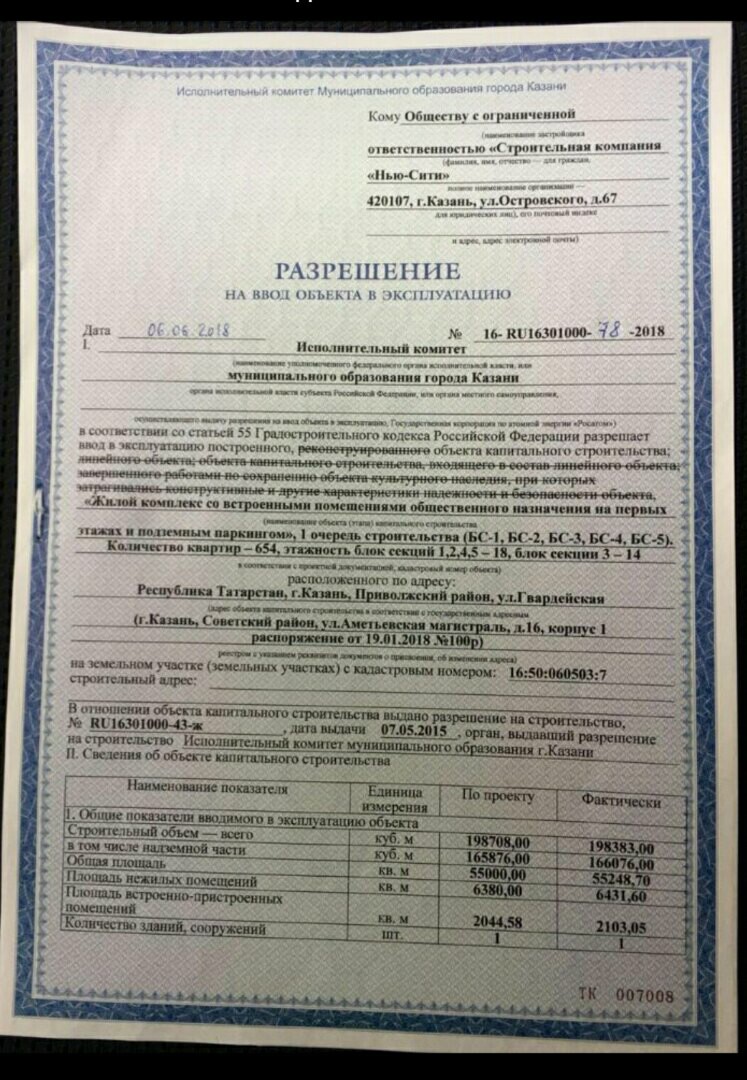 Исполнительный комитет Муниципального образования города Казани
Кому Обществу с ограниченной
(наименование застройщика
ответственностью «Строительная компания
(фамилия, имя, отчество — для граждан,
«Нью-Сити»
полное наименование организации —
420107, г.Казань, ул.Островского, д.67
для юридических лиц), его почтовый индекс
и адрес, адрес электронной почты)
РАЗРЕШЕНИЕ
НА ВВОД ОБЪЕКТА В ЭКСПЛУАТАЦИЮ
Дата 06.06.2018 № 16- RU16301000- 78 -2018
I. Исполнительный комитет
(наименование уполномоченного федерального органа исполнительной власти, или
муниципального образования города Казани
органа исполнительной власти субъекта Российской Федерации, или органа местного самоуправления,
осуществляющего выдачу разрешения на ввод объекта в эксплуатацию, Государственная корпорация по атомной энергии «Росатом»)
в соответствии со статьей 55 Градостроительного кодекса Российской Федерации разрешает
ввод в эксплуатацию построенного, реконструированного объекта капитального строительства;
линейного объекта; объекта капитального строительства, входящего в состав линейного объекта;
завершенного работами по сохранению объекта культурного наследия, при которых
затрагивались конструктивные и другие характеристики надежности и безопасности объекта,
«Жилой комплекс со встроенными помещениями общественного назначения на первых
(наименование объекта (этапа) капитального строительства
этажах и подземным паркингом», 1 очередь строительства (БС-1, БС-2, БС-3, БС-4, БС-5).
Количество квартир – 654, этажность блок секций 1,2,4,5 – 18, блок секции 3 – 14
в соответствии с проектной документацией, кадастровый номер объекта)
расположенного по адресу:
Республика Татарстан, г.Казань, Приволжский район, ул.Гвардейская
(адрес объекта капитального строительства в соответствии с государственным адресным
(г.Казань, Советский район, ул.Аметьевская магистраль, д.16, корпус 1
распоряжение от 19.01.2018 №100р)
реестром с указанием реквизитов документов о присвоении, об изменении адреса)
на земельном участке (земельных участках) с кадастровым номером: 16:50:060503:7
строительный адрес:
В отношении объекта капитального строительства выдано разрешение на строительство,
№ RU16301000-43-ж , дата выдачи 07.05.2015 , орган, выдавший разрешение
на строительство Исполнительный комитет муниципального образования г.Казани
II. Сведения об объекте капитального строительства
Наименование показателя Единица измерения По проекту Фактически
1. Общие показатели вводимого в эксплуатацию объекта
Строительный объем — всего куб. м 198708,00 198383,00
в том числе надземной части куб. м 165876,00 166076,00
Общая площадь кв. м 55000,00 55248,70
Площадь нежилых помещений кв. м 6380,00 6431,60
Площадь встроенно-пристроенных
помещений кв. м 2044,58 2103,05
Количество зданий, сооружений шт. 1 1
ТК 007008